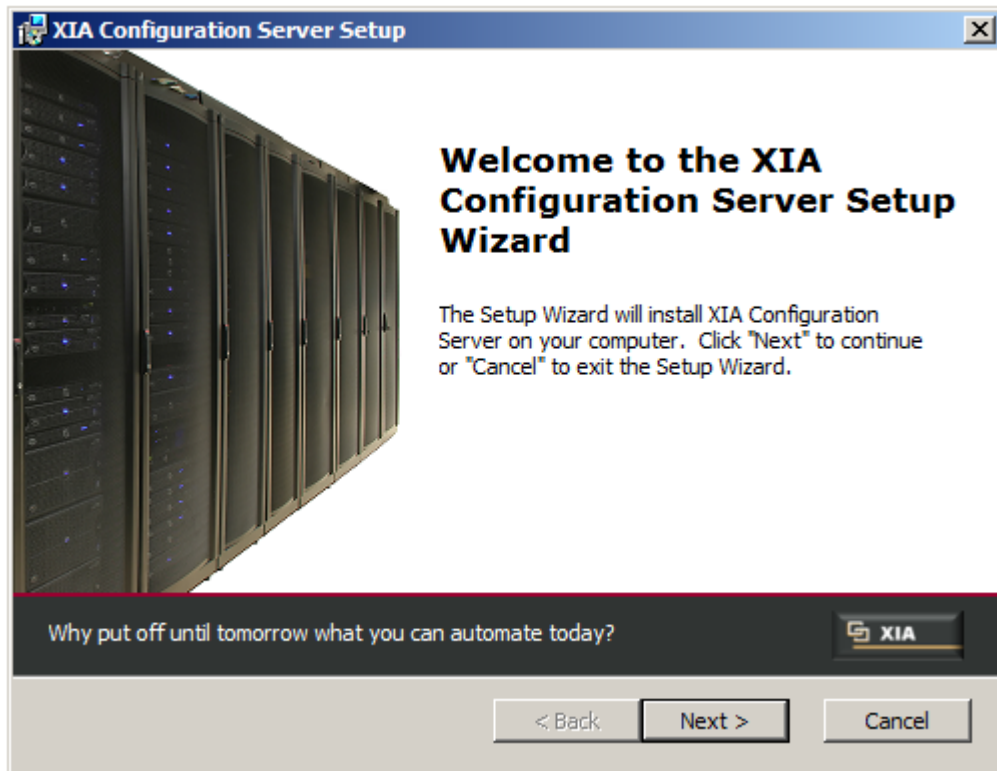 XIA Configuration Server Setup
Welcome to the XIA
Configuration Server Setup
Wizard
The Setup Wizard will install XIA Configuration
Server on your computer. Click "Next" to continue
or "Cancel" to exit the Setup Wizard.
Why put off until tomorrow what you can automate today?
XIA
< Back
Next >
Cancel